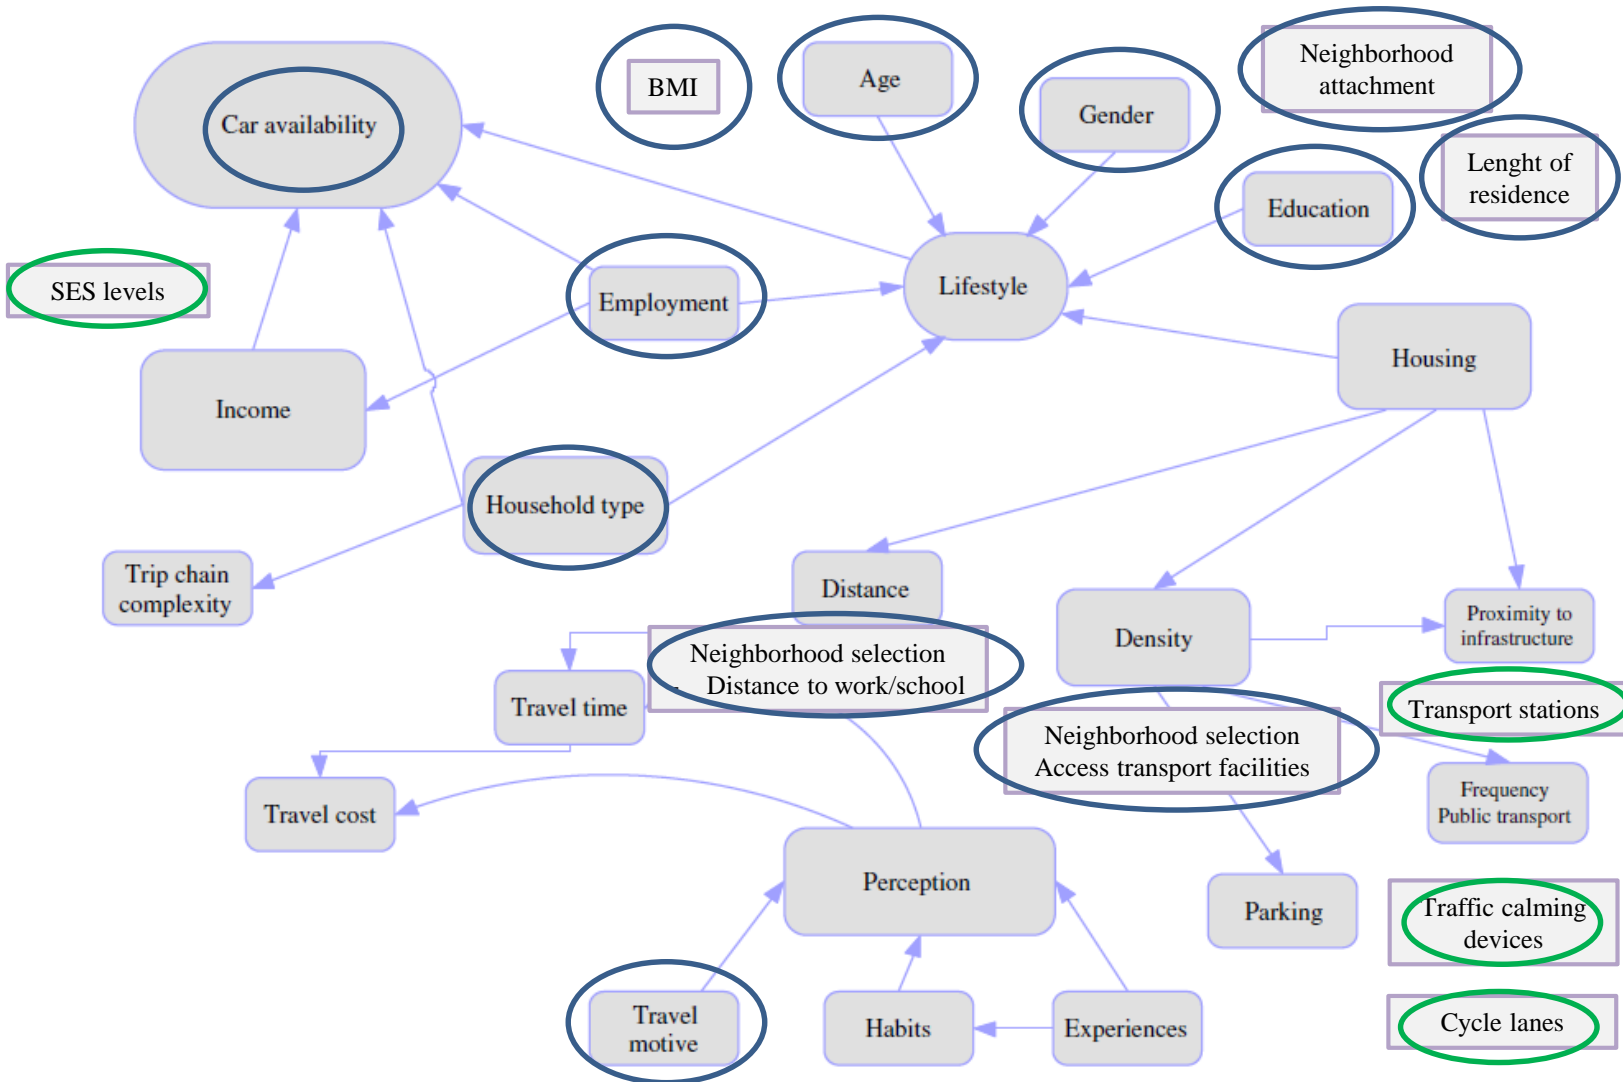 Neighborhood
attachment
BMI
Age
Gender
Car availability
Lenght of
residence
Education
SES levels
Employment
Lifestyle
Housing
Income
Household type
Trip chain
complexity
Distance
Density
Proximity to
infrastructure
Neighborhood selection
- Distance to work/school
Travel time
Transport stations
Neighborhood selection
Access transport facilities
Frequency
Public transport
Travel cost
Perception
Parking
Traffic calming
devices
Travel
motive
Habits
Experiences
Cycle lanes